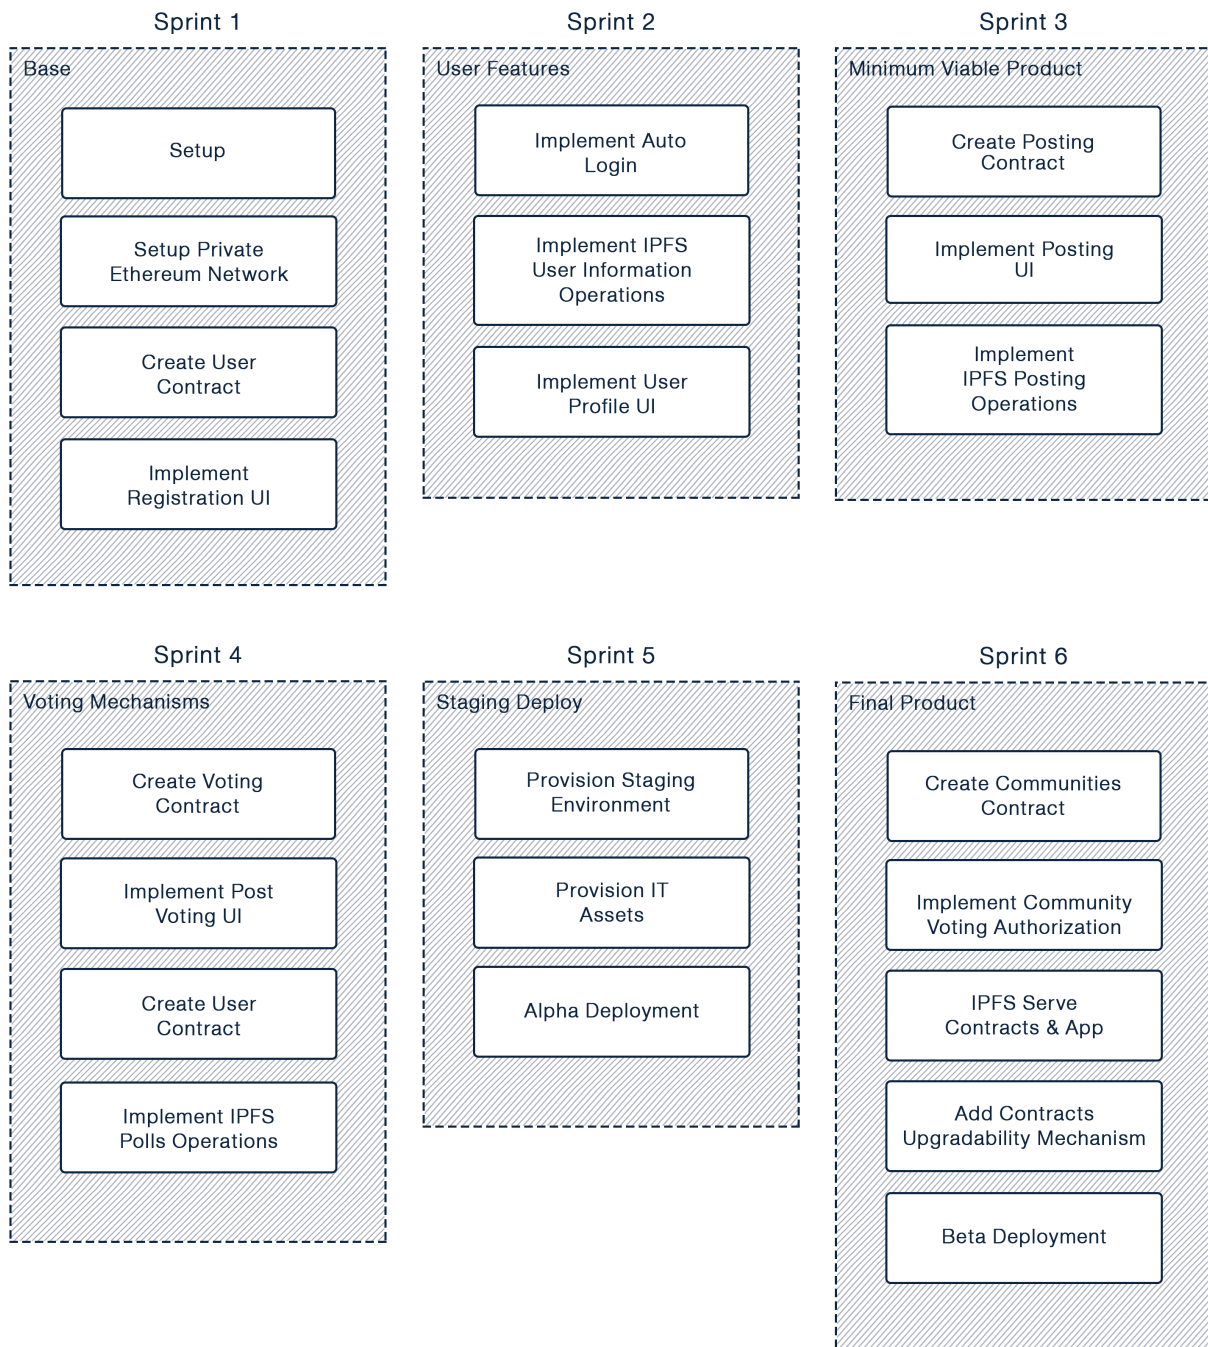 Sprint 1
Base
Setup
Setup Private
Ethereum Network
Create User
Contract
Implement
Registration UI
Sprint 2
User Features
Implement Auto
Login
Implement IPFS
User Information
Operations
Implement User
Profile UI
Sprint 3
Minimum Viable Product
Create Posting
Contract
Implement Posting
UI
Implement
IPFS Posting
Operations
Sprint 4
Voting Mechanisms
Create Voting
Contract
Implement Post
Voting UI
Create User
Contract
Implement IPFS
Polls Operations
Sprint 5
Staging Deploy
Provision Staging
Environment
Provision IT
Assets
Alpha Deployment
Sprint 6
Final Product
Create Communities
Contract
Implement Community
Voting Authorization
IPFS Serve
Contracts & App
Add Contracts
Upgradability Mechanism
Beta Deployment